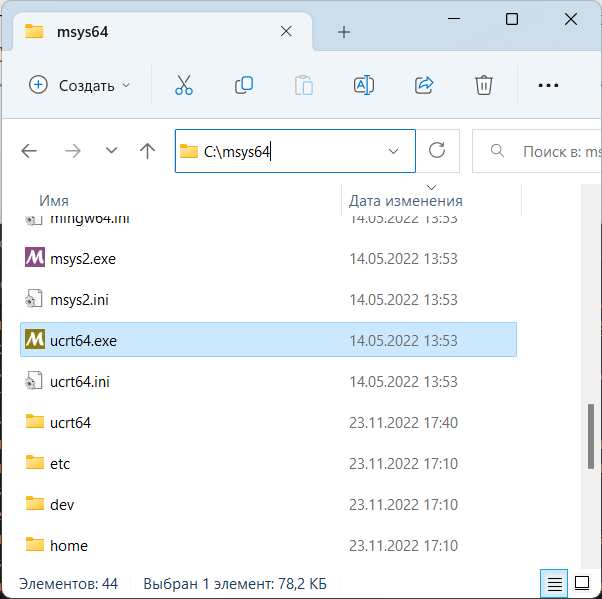 msys64
Создать
C:\msys64
Поиск в: ms
Имя
Дата изменения
mingw64.ini
14.05.2022 13:53
msys2.exe
14.05.2022 13:53
msys2.ini
14.05.2022 13:53
ucrt64.exe
14.05.2022 13:53
ucrt64.ini
14.05.2022 13:53
ucrt64
23.11.2022 17:40
etc
23.11.2022 17:10
dev
23.11.2022 17:10
home
23.11.2022 17:10
Элементов: 44
Выбран 1 элемент: 78,2 КБ